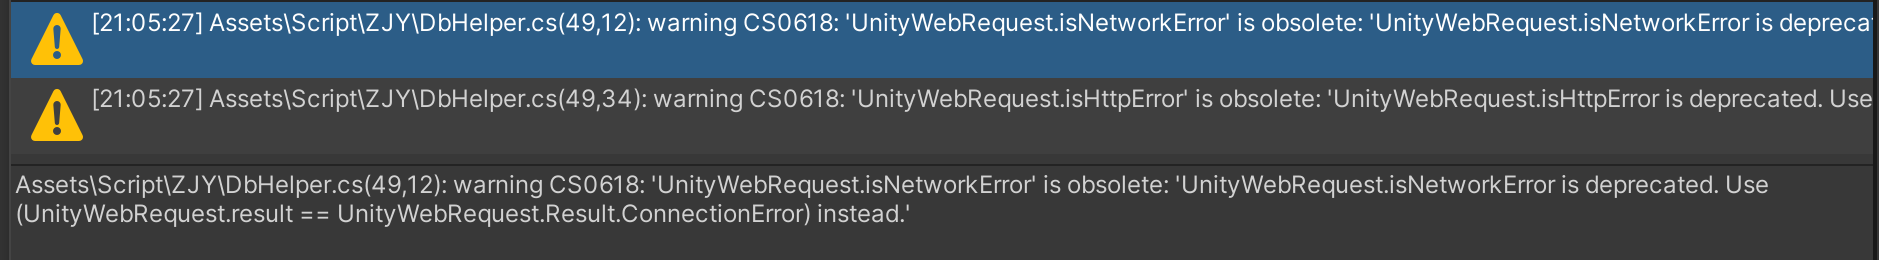 [21:05:27] Assets\Script\ZJY\DbHelper.cs(49,12): warning CS0618: 'UnityWebRequest.isNetworkError' is obsolete: 'UnityWebRequest.isNetworkError is depreca
[21:05:27] Assets\Script\ZJY\DbHelper.cs(49,34): warning CS0618: 'UnityWebRequest.isHttpError' is obsolete: 'UnityWebRequest.isHttpError is deprecated. Use
Assets\Script\ZJY\DbHelper.cs(49,12): warning CS0618: 'UnityWebRequest.isNetworkError' is obsolete: 'UnityWebRequest.isNetworkError is deprecated. Use
(UnityWebRequest.result == UnityWebRequest.Result.ConnectionError) instead.'